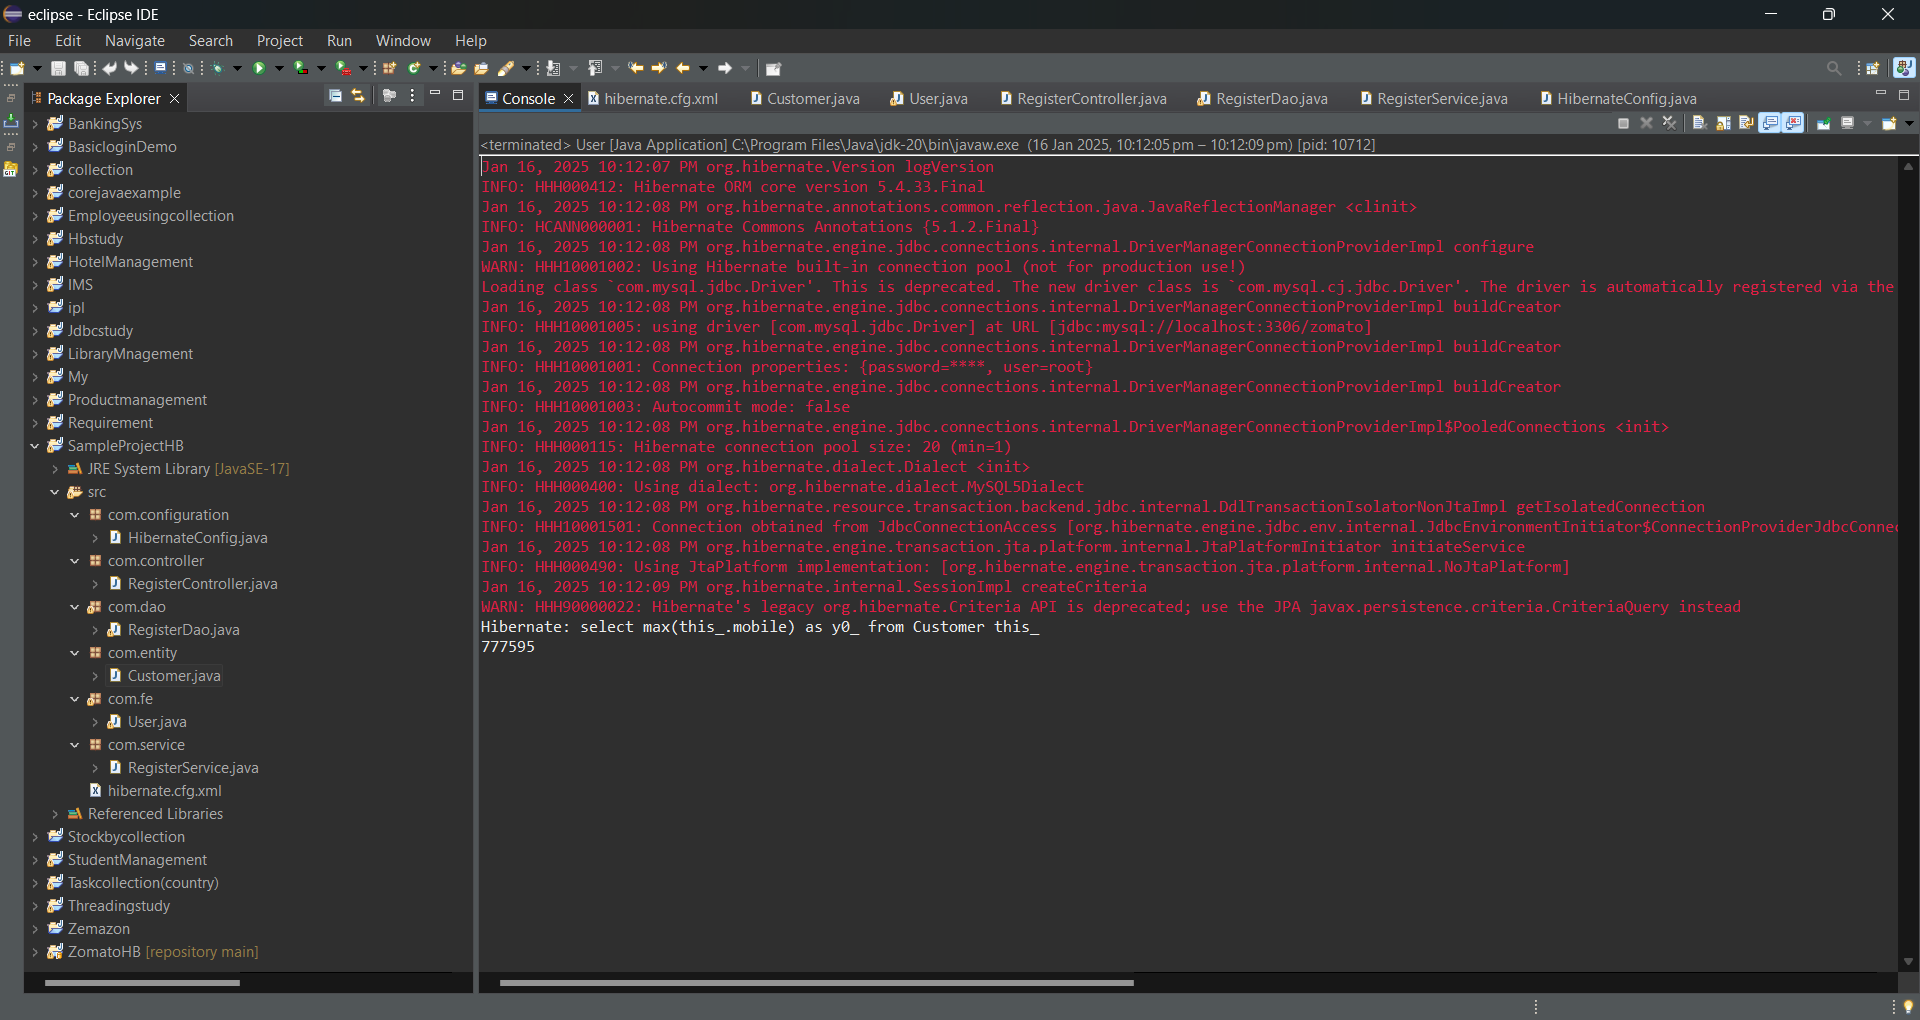 eclipse - Eclipse IDE
File Edit Navigate Search Project Run Window Help
Package Explorer
BankingSys
BasicloginDemo
collection
corejavaexample
Employeeusingcollection
Hbstudy
HotelManagement
IMS
ipl
Jdbcstudy
LibraryMnagement
My
Productmanagement
Requirement
SampleProjectHB
JRE System Library [JavaSE-17]
src
com.configuration
HibernateConfig.java
com.controller
RegisterController.java
com.dao
RegisterDao.java
com.entity
Customer.java
com.fe
User.java
com.service
RegisterService.java
hibernate.cfg.xml
Referenced Libraries
Stockbycollection
StudentManagement
Taskcollection(country)
Threadingstudy
Zemazon
ZomatoHB [repository main]
Console hibernate.cfg.xml Customer.java User.java RegisterController.java RegisterDao.java RegisterService.java HibernateConfig.java
<terminated> User [Java Application] C:\Program Files\Java\jdk-20\bin\javaw.exe (16 Jan 2025, 10:12:05 pm – 10:12:09 pm) [pid: 10712]
Jan 16, 2025 10:12:07 PM org.hibernate.Version logVersion
INFO: HHH000412: Hibernate ORM core version 5.4.33.Final
Jan 16, 2025 10:12:08 PM org.hibernate.annotations.common.reflection.java.JavaReflectionManager <clinit>
INFO: HCANN000001: Hibernate Commons Annotations {5.1.2.Final}
Jan 16, 2025 10:12:08 PM org.hibernate.engine.jdbc.connections.internal.DriverManagerConnectionProviderImpl configure
WARN: HHH10001002: Using Hibernate built-in connection pool (not for production use!)
Loading class `com.mysql.jdbc.Driver'. This is deprecated. The new driver class is `com.mysql.cj.jdbc.Driver'. The driver is automatically registered via the
Jan 16, 2025 10:12:08 PM org.hibernate.engine.jdbc.connections.internal.DriverManagerConnectionProviderImpl buildCreator
INFO: HHH10001005: using driver [com.mysql.jdbc.Driver] at URL [jdbc:mysql://localhost:3306/zomato]
Jan 16, 2025 10:12:08 PM org.hibernate.engine.jdbc.connections.internal.DriverManagerConnectionProviderImpl buildCreator
INFO: HHH10001001: Connection properties: {password=****, user=root}
Jan 16, 2025 10:12:08 PM org.hibernate.engine.jdbc.connections.internal.DriverManagerConnectionProviderImpl buildCreator
INFO: HHH10001003: Autocommit mode: false
Jan 16, 2025 10:12:08 PM org.hibernate.engine.jdbc.connections.internal.DriverManagerConnectionProviderImpl$PooledConnections <init>
INFO: HHH000115: Hibernate connection pool size: 20 (min=1)
Jan 16, 2025 10:12:08 PM org.hibernate.dialect.Dialect <init>
INFO: HHH000400: Using dialect: org.hibernate.dialect.MySQL5Dialect
Jan 16, 2025 10:12:08 PM org.hibernate.resource.transaction.backend.jdbc.internal.DdlTransactionIsolatorNonJtaImpl getIsolatedConnection
INFO: HHH10001501: Connection obtained from JdbcConnectionAccess [org.hibernate.engine.jdbc.env.internal.JdbcEnvironmentInitiator$ConnectionProviderJdbcConne
Jan 16, 2025 10:12:08 PM org.hibernate.engine.transaction.jta.platform.internal.JtaPlatformInitiator initiateService
INFO: HHH000490: Using JtaPlatform implementation: [org.hibernate.engine.transaction.jta.platform.internal.NoJtaPlatform]
Jan 16, 2025 10:12:09 PM org.hibernate.internal.SessionImpl createCriteria
WARN: HHH90000022: Hibernate's legacy org.hibernate.Criteria API is deprecated; use the JPA javax.persistence.criteria.CriteriaQuery instead
Hibernate: select max(this_.mobile) as y0_ from Customer this_
777595